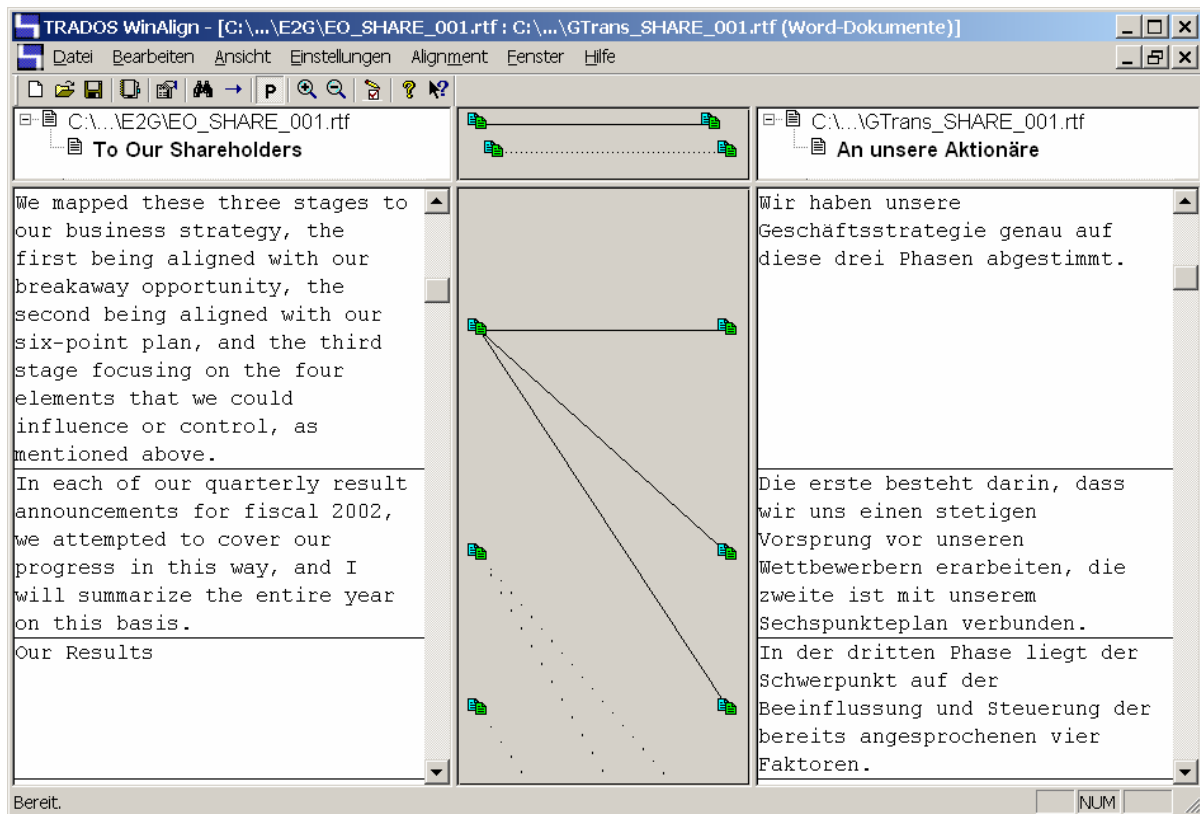 TRADOS WinAlign - [C:\...\E2G\EO_SHARE_001.rtf : C:\...\GTrans_SHARE_001.rtf (Word-Dokumente)]
Datei Bearbeiten Ansicht Einstellungen Alignment Fenster Hilfe
P
C:\...\E2G\EO_SHARE_001.rtf
To Our Shareholders
C:\...\GTrans_SHARE_001.rtf
An unsere Aktionäre
We mapped these three stages to
our business strategy, the
first being aligned with our
breakaway opportunity, the
second being aligned with our
six-point plan, and the third
stage focusing on the four
elements that we could
influence or control, as
mentioned above.
In each of our quarterly result
announcements for fiscal 2002,
we attempted to cover our
progress in this way, and I
will summarize the entire year
on this basis.
Our Results
Wir haben unsere
Geschäftsstrategie genau auf
diese drei Phasen abgestimmt.
Die erste besteht darin, dass
wir uns einen stetigen
Vorsprung vor unseren
Wettbewerbern erarbeiten, die
zweite ist mit unserem
Sechspunkteplan verbunden.
In der dritten Phase liegt der
Schwerpunkt auf der
Beeinflussung und Steuerung der
bereits angesprochenen vier
Faktoren.
Bereit.
NUM